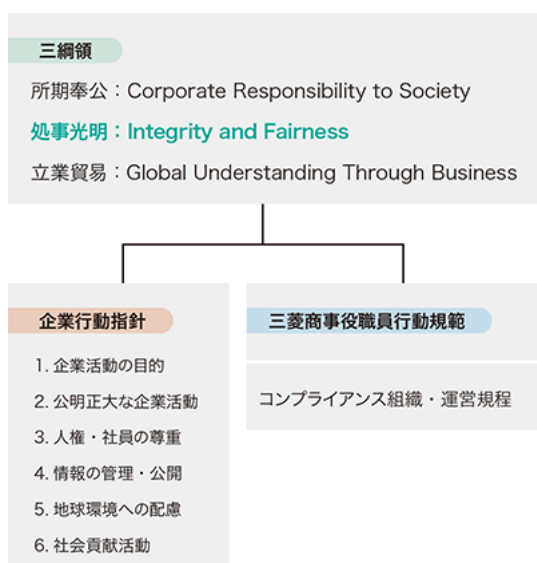 三綱領
所期奉公：Corporate Responsibility to Society
処事光明：Integrity and Fairness
立業貿易：Global Understanding Through Business
企業行動指針
1. 企業活動の目的
2. 公明正大な企業活動
3. 人権・社員の尊重
4. 情報の管理・公開
5. 地球環境への配慮
6. 社会貢献活動
三菱商事役職員行動規範
コンプライアンス組織・運営規程